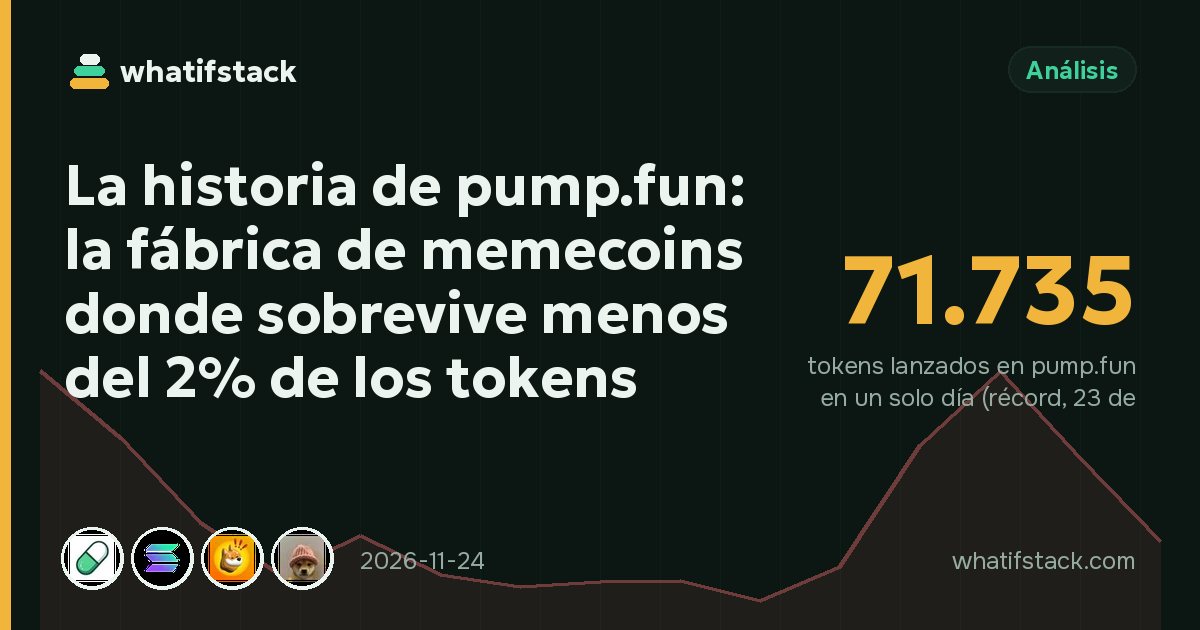 whatifstack
Análisis
La historia de pump.fun:
la fábrica de memecoins
donde sobrevive menos
del 2% de los tokens
71.735
tokens lanzados en pump.fun
en un solo día (récord, 23 de
2026-11-24
whatifstack.com